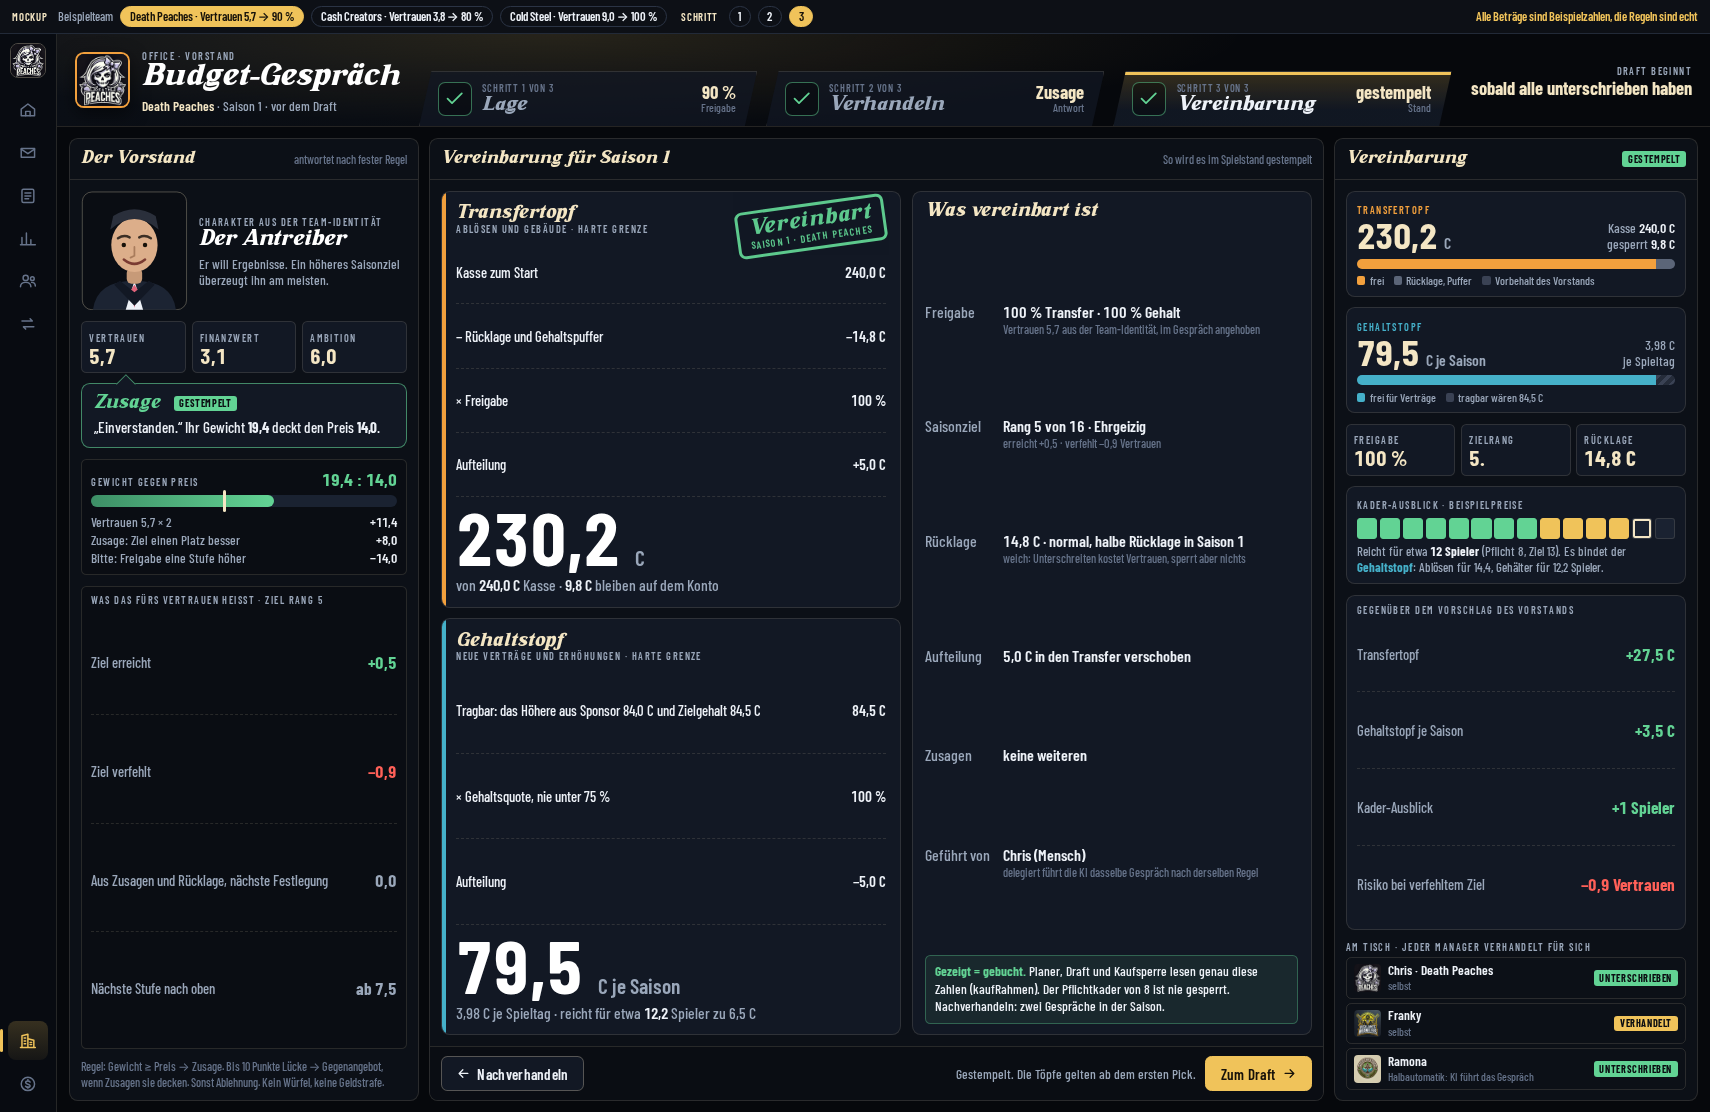 MOCKUP Beispielteam Death Peaches · Vertrauen 5,7 → 90 % Cash Creators · Vertrauen 3,8 → 80 % Cold Steel · Vertrauen 9,0 → 100 % SCHRITT 1 2 3 Alle Beträge sind Beispielzahlen, die Regeln sind echt
OFFICE · VORSTAND
Budget-Gespräch
Death Peaches · Saison 1 · vor dem Draft
SCHRITT 1 VON 3
Lage
90 %
Freigabe
SCHRITT 2 VON 3
Verhandeln
Zusage
Antwort
SCHRITT 3 VON 3
Vereinbarung
gestempelt
Stand
DRAFT BEGINNT
sobald alle unterschrieben haben
Der Vorstand
antwortet nach fester Regel
CHARAKTER AUS DER TEAM-IDENTITÄT
Der Antreiber
Er will Ergebnisse. Ein höheres Saisonziel
überzeugt ihn am meisten.
VERTRAUEN
5,7
FINANZWERT
3,1
AMBITION
6,0
Zusage GESTEMPELT
„Einverstanden.“ Ihr Gewicht 19,4 deckt den Preis 14,0.
GEWICHT GEGEN PREIS 19,4 : 14,0
Vertrauen 5,7 × 2 +11,4
Zusage: Ziel einen Platz besser +8,0
Bitte: Freigabe eine Stufe höher −14,0
WAS DAS FÜRS VERTRAUEN HEISST · ZIEL RANG 5
Ziel erreicht +0,5
Ziel verfehlt −0,9
Aus Zusagen und Rücklage, nächste Festlegung 0,0
Nächste Stufe nach oben ab 7,5
Regel: Gewicht ≥ Preis → Zusage. Bis 10 Punkte Lücke → Gegenangebot,
wenn Zusagen sie decken. Sonst Ablehnung. Kein Würfel, keine Geldstrafe.
Vereinbarung für Saison 1
So wird es im Spielstand gestempelt
Transfertopf
ABLÖSEN UND GEBÄUDE · HARTE GRENZE
Vereinbart
SAISON 1 · DEATH PEACHES
Kasse zum Start 240,0 C
− Rücklage und Gehaltspuffer −14,8 C
× Freigabe 100 %
Aufteilung +5,0 C
230,2 C
von 240,0 C Kasse · 9,8 C bleiben auf dem Konto
Gehaltstopf
NEUE VERTRÄGE UND ERHÖHUNGEN · HARTE GRENZE
Tragbar: das Höhere aus Sponsor 84,0 C und Zielgehalt 84,5 C 84,5 C
× Gehaltsquote, nie unter 75 % 100 %
Aufteilung −5,0 C
79,5 C je Saison
3,98 C je Spieltag · reicht für etwa 12,2 Spieler zu 6,5 C
Was vereinbart ist
Freigabe 100 % Transfer · 100 % Gehalt
Vertrauen 5,7 aus der Team-Identität, im Gespräch angehoben
Saisonziel Rang 5 von 16 · Ehrgeizig
erreicht +0,5 · verfehlt −0,9 Vertrauen
Rücklage 14,8 C · normal, halbe Rücklage in Saison 1
weich: Unterschreiten kostet Vertrauen, sperrt aber nichts
Aufteilung 5,0 C in den Transfer verschoben
Zusagen keine weiteren
Geführt von Chris (Mensch)
delegiert führt die KI dasselbe Gespräch nach derselben Regel
Gezeigt = gebucht. Planer, Draft und Kaufsperre lesen genau diese
Zahlen (kaufRahmen). Der Pflichtkader von 8 ist nie gesperrt.
Nachverhandeln: zwei Gespräche in der Saison.
← Nachverhandeln
Gestempelt. Die Töpfe gelten ab dem ersten Pick.
Zum Draft →
Vereinbarung GESTEMPELT
TRANSFERTOPF
230,2 C
Kasse 240,0 C
gesperrt 9,8 C
frei Rücklage, Puffer Vorbehalt des Vorstands
GEHALTSTOPF
79,5 C je Saison
3,98 C
je Spieltag
frei für Verträge tragbar wären 84,5 C
FREIGABE
100 %
ZIELRANG
5.
RÜCKLAGE
14,8 C
KADER-AUSBLICK · BEISPIELPREISE
Reicht für etwa 12 Spieler (Pflicht 8, Ziel 13). Es bindet der
Gehaltstopf: Ablösen für 14,4, Gehälter für 12,2 Spieler.
GEGENÜBER DEM VORSCHLAG DES VORSTANDS
Transfertopf +27,5 C
Gehaltstopf je Saison +3,5 C
Kader-Ausblick +1 Spieler
Risiko bei verfehltem Ziel −0,9 Vertrauen
AM TISCH · JEDER MANAGER VERHANDELT FÜR SICH
Chris · Death Peaches
selbst
UNTERSCHRIEBEN
Franky
selbst
VERHANDELT
Ramona
Halbautomatik: KI führt das Gespräch
UNTERSCHRIEBEN